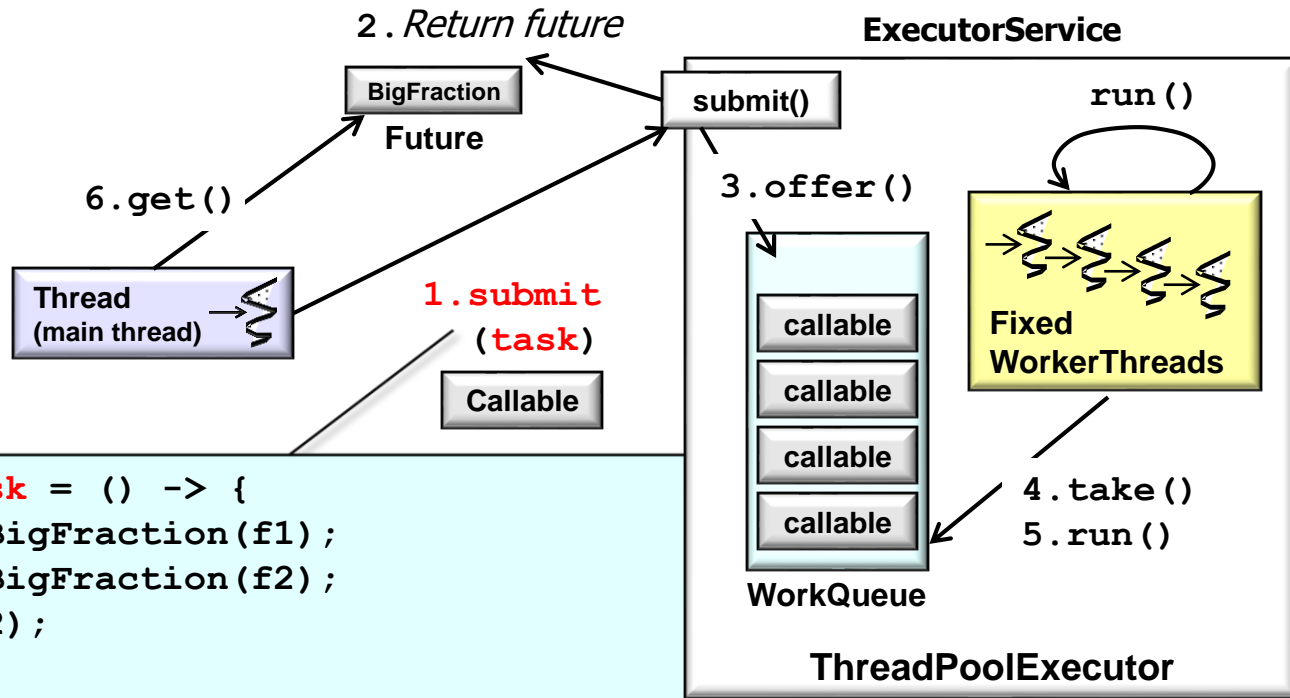 2. Return future
ExecutorService
BigFraction
Future
submit()
run()
6.get()
3.offer()
Thread
(main thread)
1.submit
(task)
Callable
callable
callable
callable
callable
WorkQueue
Fixed
WorkerThreads
4.take()
5.run()
ThreadPoolExecutor
sk = () -> {
BigFraction(f1);
BigFraction(f2);
);